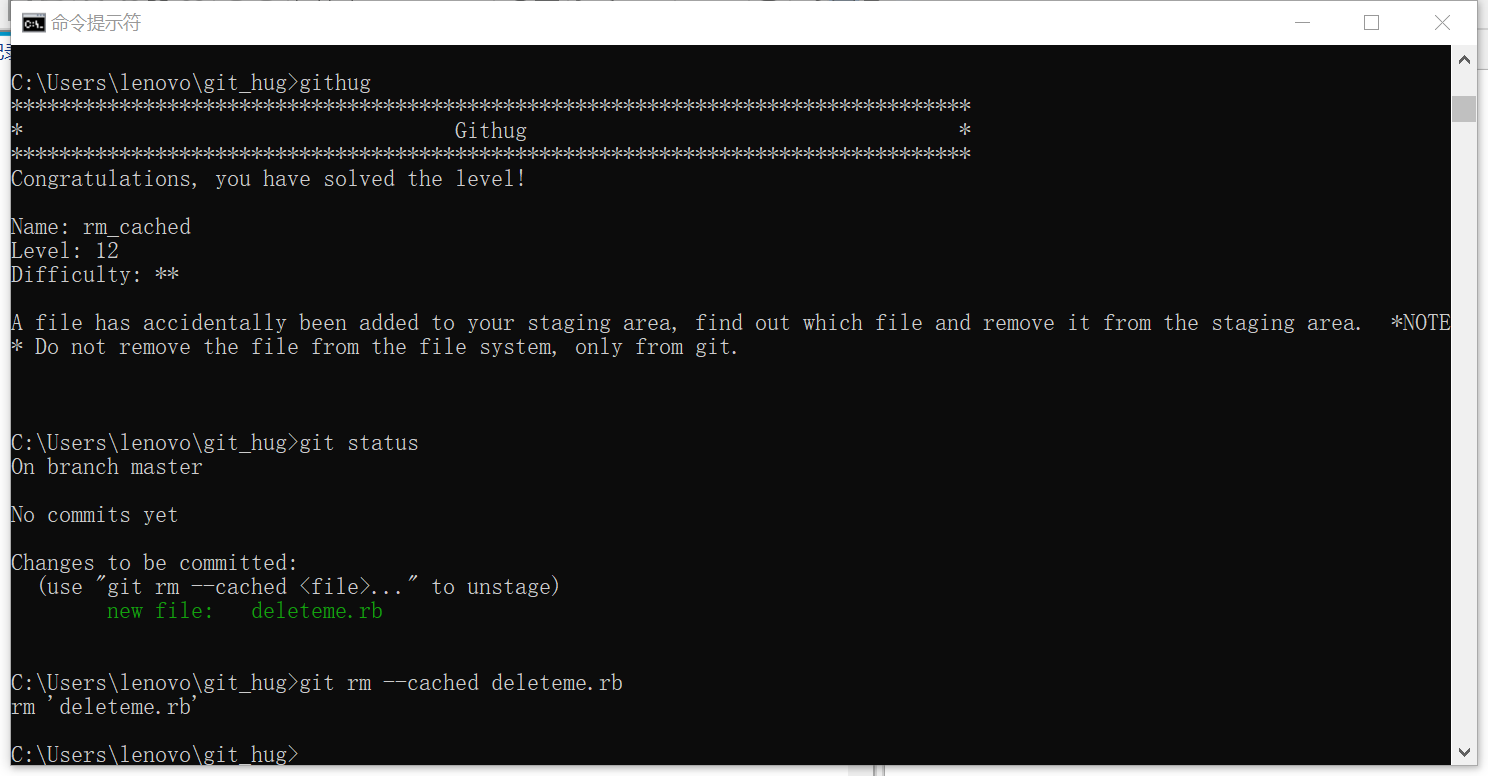 命令提示符
C:\Users\lenovo\git_hug>githug
********************************************************************************
*                                    Githug                                    *
********************************************************************************
Congratulations, you have solved the level!
Name: rm_cached
Level: 12
Difficulty: **
A file has accidentally been added to your staging area, find out which file and remove it from the staging area.  *NOTE
* Do not remove the file from the file system, only from git.
C:\Users\lenovo\git_hug>git status
On branch master
No commits yet
Changes to be committed:
  (use "git rm --cached <file>..." to unstage)
        new file:   deleteme.rb
C:\Users\lenovo\git_hug>git rm --cached deleteme.rb
rm 'deleteme.rb'
C:\Users\lenovo\git_hug>